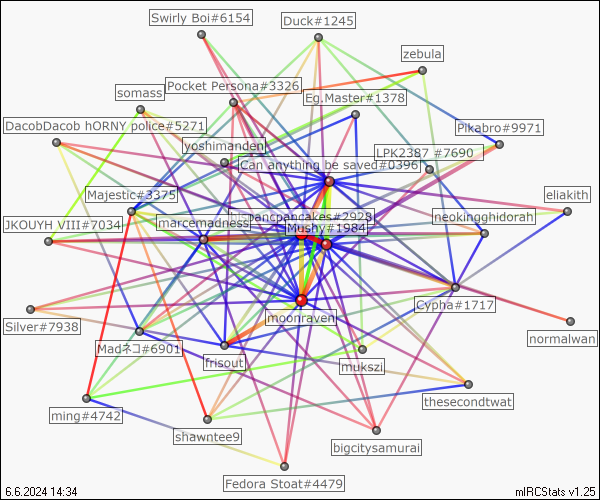 Swirly Boi#6154
Duck#1245
zebula
Pocket Persona#3326
somass
Eg.Master#1378
DacobDacob hORNY police#5271
Pikabro#9971
yoshimanden
LPK2387 #7690
Can anything be saved#0396
Majestic#3375
eliakith
JKOUYH VIII#7034
marcemadness
neokingghidorah
Mushy#1984
Cypha#1717
moonraven
Silver#7938
normalwan
Madネコ#6901
frisout
mukszi
thesecondtwat
ming#4742
shawntee9
bigcitysamurai
Fedora Stoat#4479
6.6.2024 14:34
mIRCStats v1.25